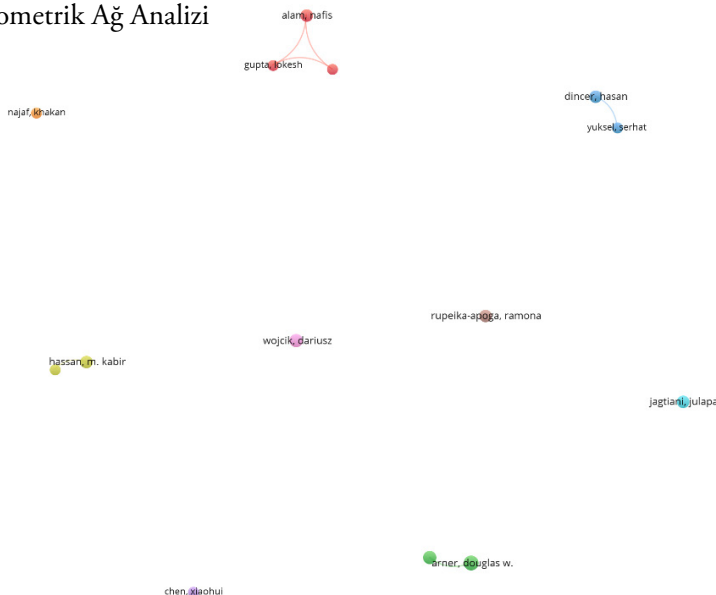 ometrik Ağ Analizi
alam, nafis
gupta, lokesh
dincer, hasan
najaf, khakan
yuksel, serhat
rupeika-apoga, ramona
wojcik, dariusz
hassan, m. kabir
jagtiani, julapa
arner, douglas w.
chen, xiaohui